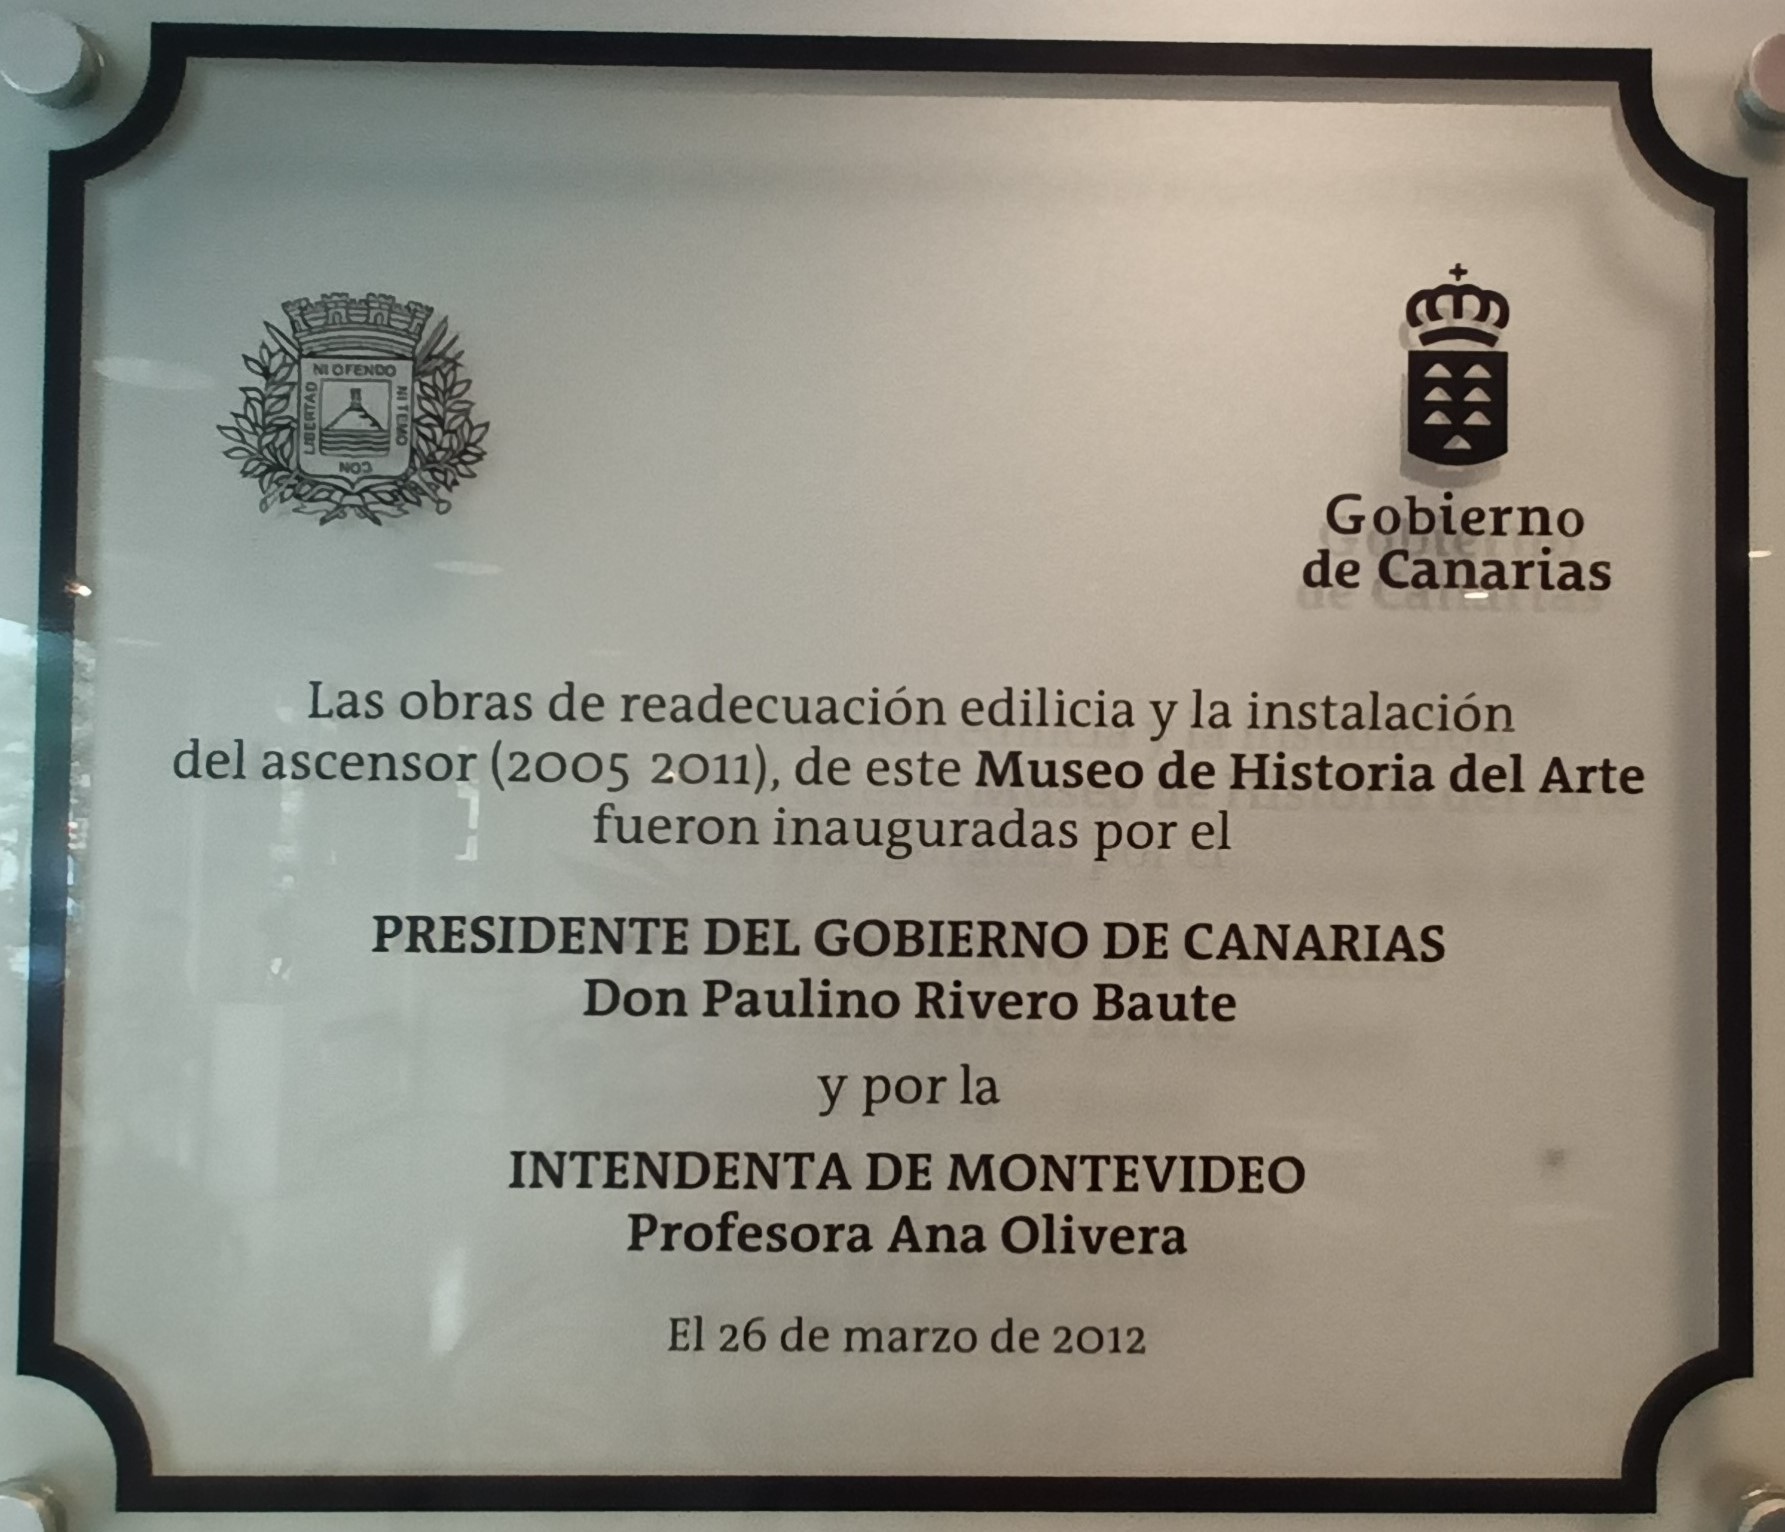 CON LIBERTAD NI OFENDO NI TEMO
Gobierno
de Canarias
Las obras de readecuación edilicia y la instalación
del ascensor (2005 2011), de este Museo de Historia del Arte
fueron inauguradas por el
PRESIDENTE DEL GOBIERNO DE CANARIAS
Don Paulino Rivero Baute
y por la
INTENDENTA DE MONTEVIDEO
Profesora Ana Olivera
El 26 de marzo de 2012